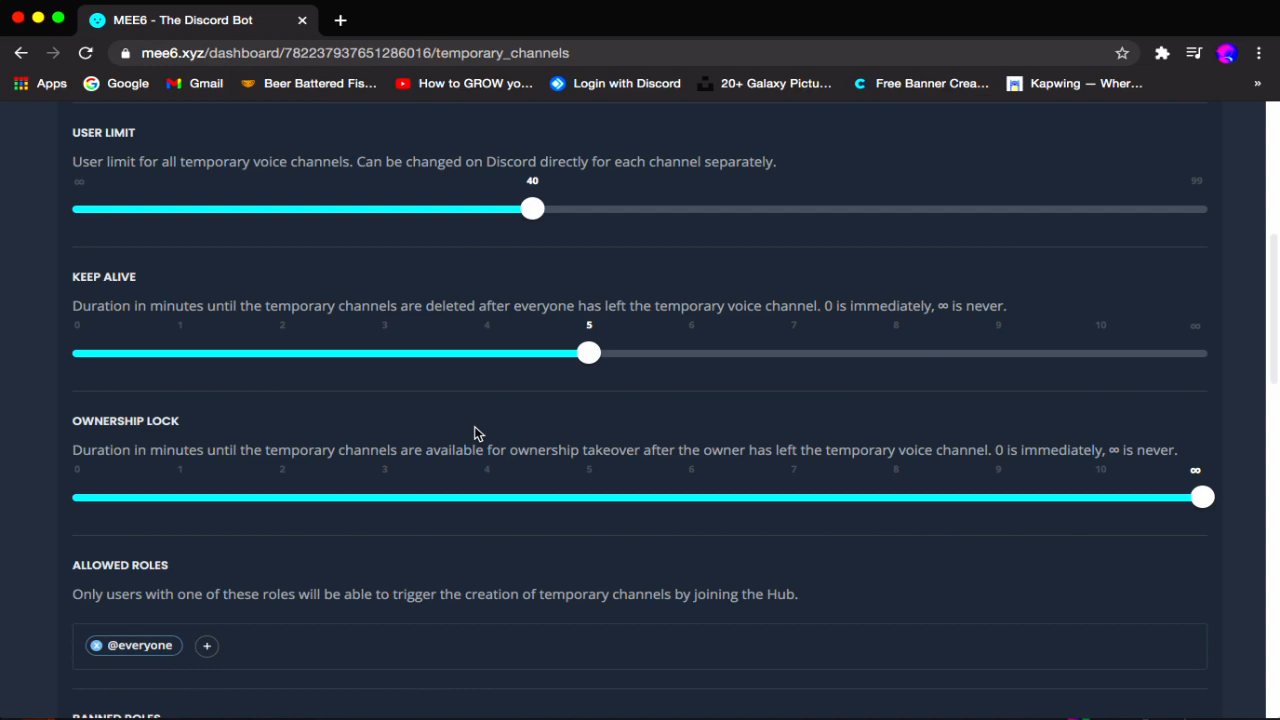 MEE6 - The Discord Bot
mee6.xyz/dashboard/782237937651286016/temporary_channels
Apps Google Gmail Beer Battered Fis... How to GROW yo... Login with Discord 20+ Galaxy Pictu... Free Banner Crea... Kapwing — Wher... »
USER LIMIT
User limit for all temporary voice channels. Can be changed on Discord directly for each channel separately.
∞ 40 99
KEEP ALIVE
Duration in minutes until the temporary channels are deleted after everyone has left the temporary voice channel. 0 is immediately, ∞ is never.
0 1 2 3 4 5 6 7 8 9 10 ∞
OWNERSHIP LOCK
Duration in minutes until the temporary channels are available for ownership takeover after the owner has left the temporary voice channel. 0 is immediately, ∞ is never.
0 1 2 3 4 5 6 7 8 9 10 ∞
ALLOWED ROLES
Only users with one of these roles will be able to trigger the creation of temporary channels by joining the Hub.
@everyone +
BANNED ROLES